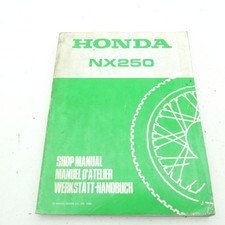 HONDA
NX250
SHOP MANUAL
MANUEL D'ATELIER
WERKSTATT-HANDBUCH